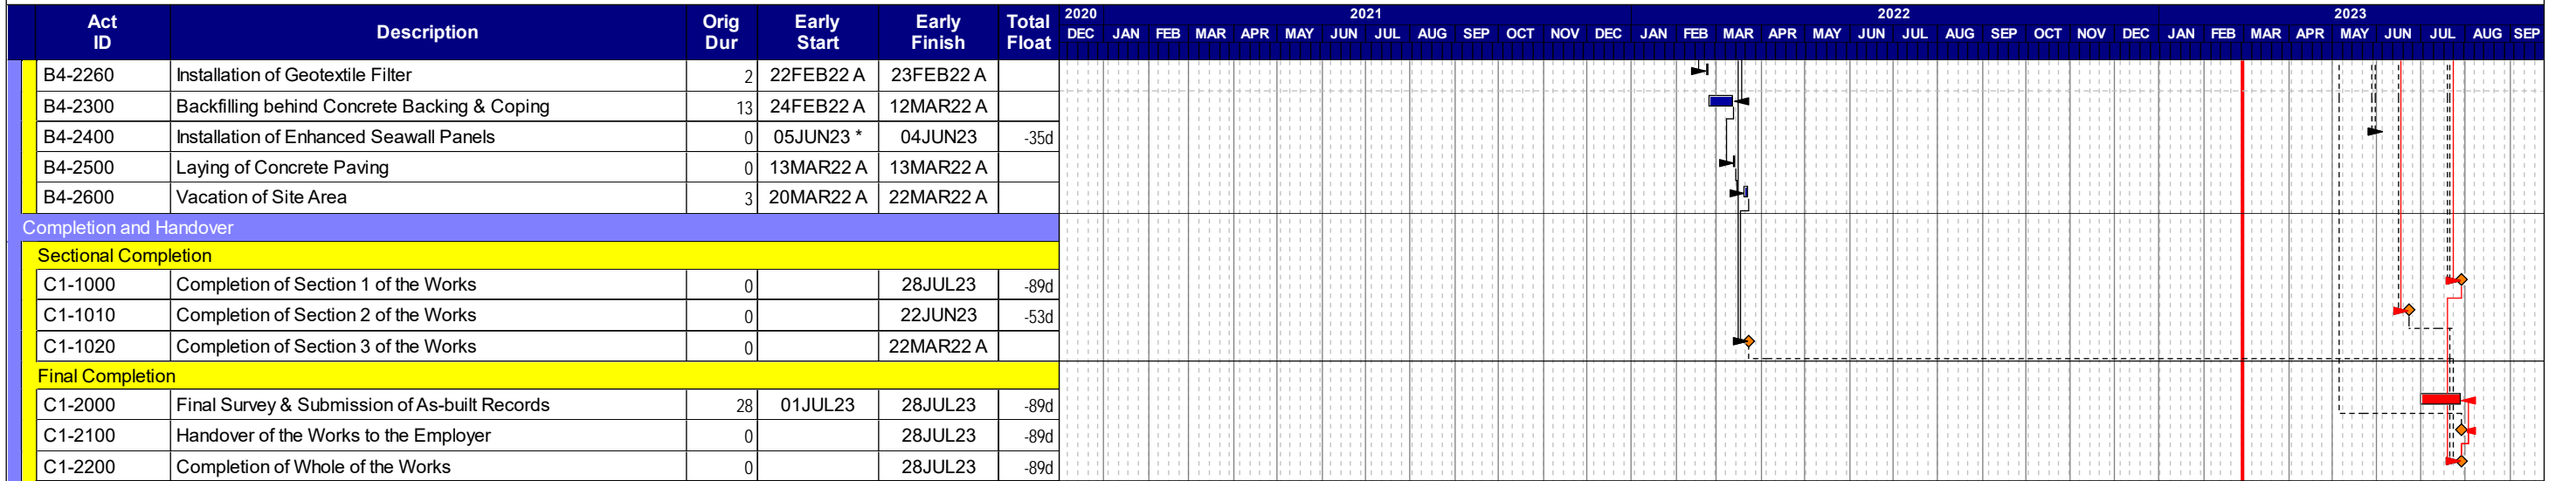 Act ID Description Orig Dur Early Start Early Finish Total Float 2020 2021 2022 2023
DEC JAN FEB MAR APR MAY JUN JUL AUG SEP OCT NOV DEC JAN FEB MAR APR MAY JUN JUL AUG SEP OCT NOV DEC JAN FEB MAR APR MAY JUN JUL AUG SEP
B4-2260 Installation of Geotextile Filter 2 22FEB22 A 23FEB22 A
B4-2300 Backfilling behind Concrete Backing & Coping 13 24FEB22 A 12MAR22 A
B4-2400 Installation of Enhanced Seawall Panels 0 05JUN23 * 04JUN23 -35d
B4-2500 Laying of Concrete Paving 0 13MAR22 A 13MAR22 A
B4-2600 Vacation of Site Area 3 20MAR22 A 22MAR22 A
Completion and Handover
Sectional Completion
C1-1000 Completion of Section 1 of the Works 0 28JUL23 -89d
C1-1010 Completion of Section 2 of the Works 0 22JUN23 -53d
C1-1020 Completion of Section 3 of the Works 0 22MAR22 A
Final Completion
C1-2000 Final Survey & Submission of As-built Records 28 01JUL23 28JUL23 -89d
C1-2100 Handover of the Works to the Employer 0 28JUL23 -89d
C1-2200 Completion of Whole of the Works 0 28JUL23 -89d